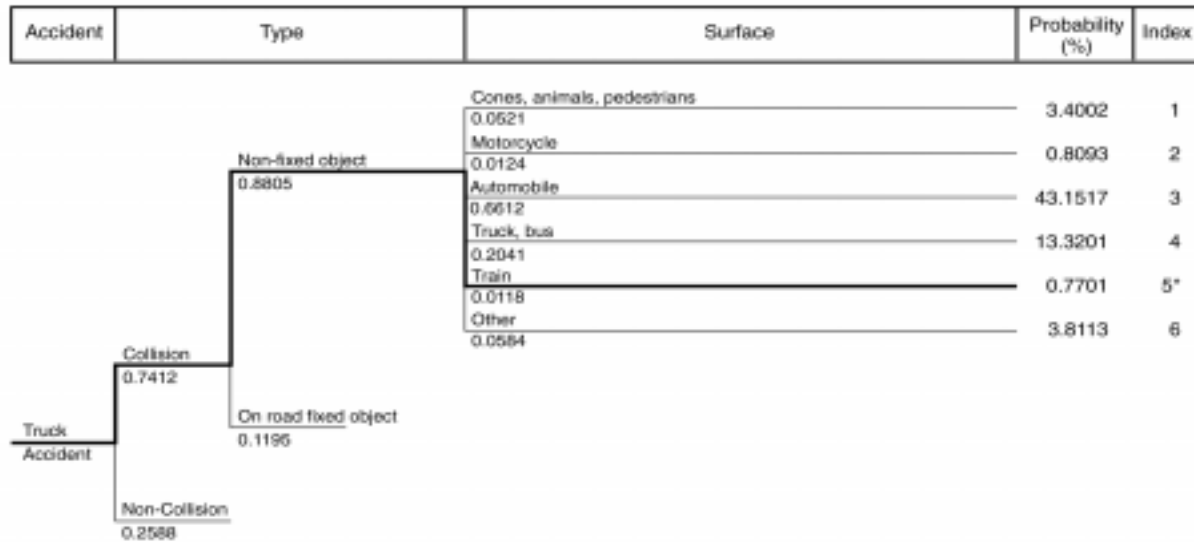 Accident Type Surface Probability (%) Index
Cones, animals, pedestrians
0.0521
3.4002 1
Motorcycle
0.0124
0.8093 2
Non-fixed object
0.8805
Automobile
0.6612
43.1517 3
Truck, bus
0.2041
13.3201 4
Train
0.0118
0.7701 5*
Other
0.0584
3.8113 6
Collision
0.7412
On road fixed object
0.1195
Truck
Accident
Non-Collision
0.2588